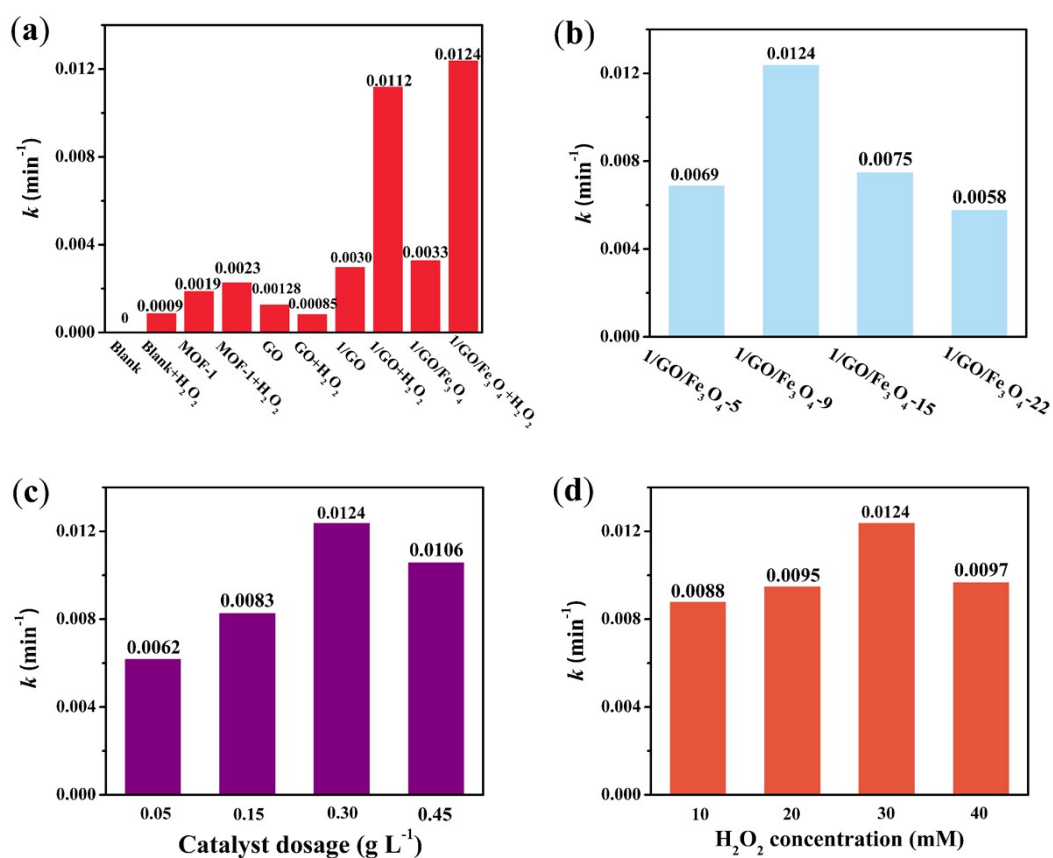 (a)
k (min⁻¹)
0.012
0.008
0.004
0.000
0
0.0009
0.0019
0.0023
0.00128
0.00085
0.0030
0.0112
0.0033
0.0124
Blank
Blank+H₂O₂
MOF-1
MOF-1+H₂O₂
GO
GO+H₂O₂
1/GO
1/GO+H₂O₂
1/GO/Fe₃O₄
1/GO/Fe₃O₄+H₂O₂
(b)
k (min⁻¹)
0.012
0.008
0.004
0.000
0.0069
0.0124
0.0075
0.0058
1/GO/Fe₃O₄-5
1/GO/Fe₃O₄-9
1/GO/Fe₃O₄-15
1/GO/Fe₃O₄-22
(c)
k (min⁻¹)
0.012
0.008
0.004
0.000
0.0062
0.0083
0.0124
0.0106
0.05
0.15
0.30
0.45
Catalyst dosage (g L⁻¹)
(d)
k (min⁻¹)
0.012
0.008
0.004
0.000
0.0088
0.0095
0.0124
0.0097
10
20
30
40
H₂O₂ concentration (mM)